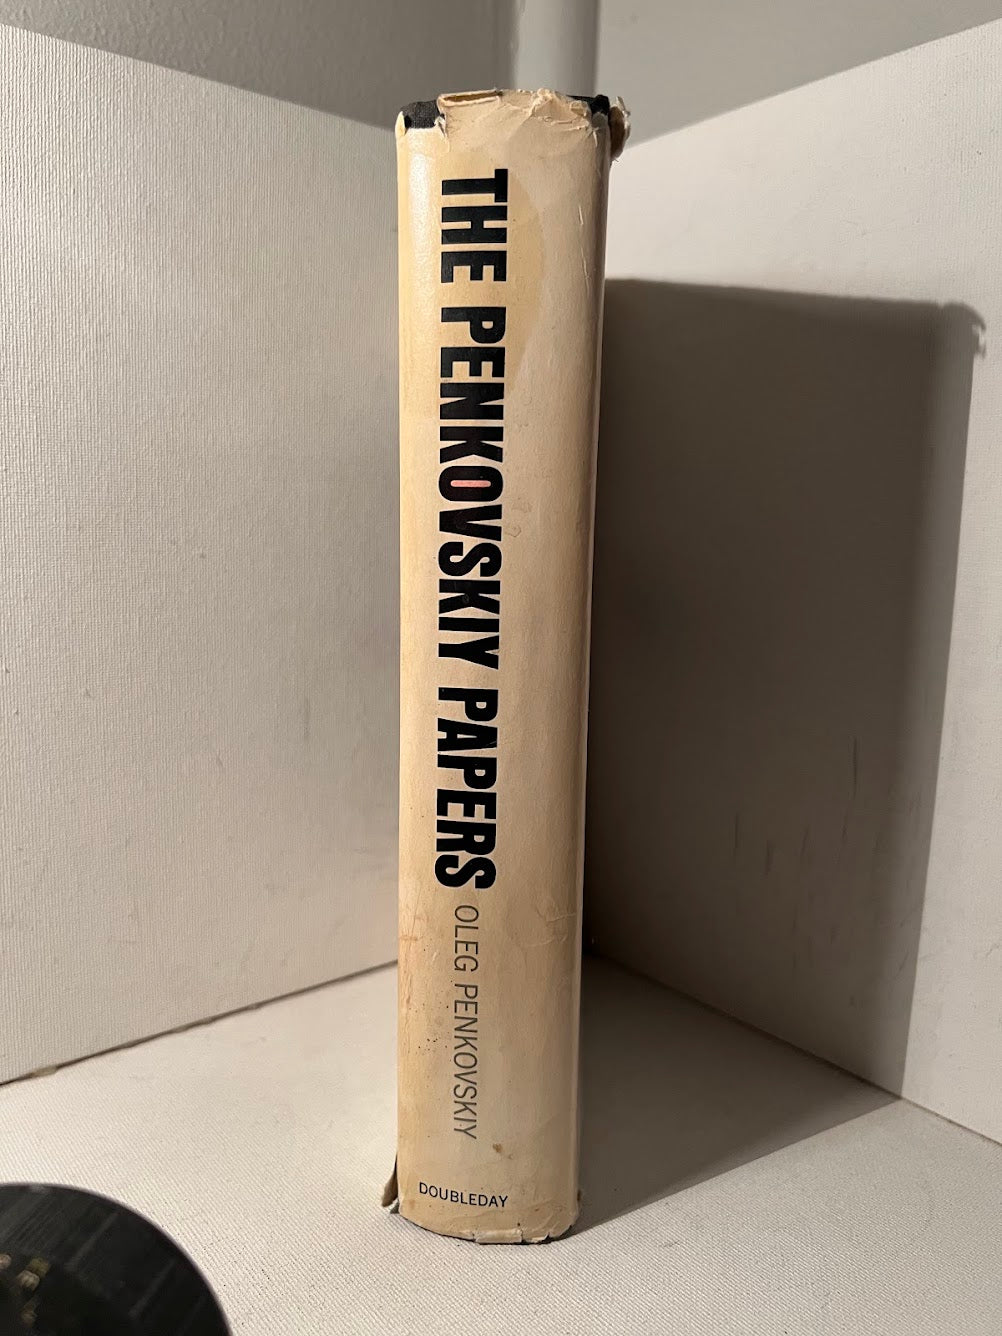 THE PENKOVSKIY PAPERS
OLEG PENKOVSKIY
DOUBLEDAY